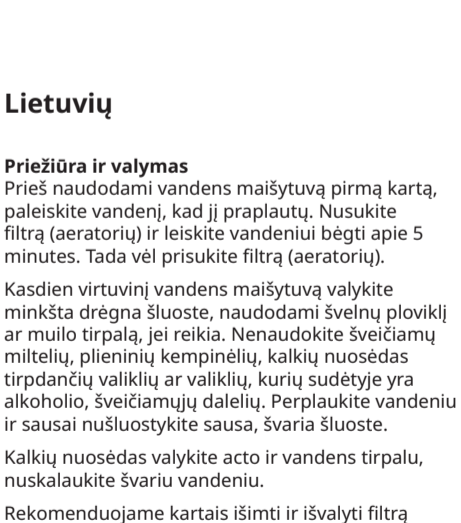 Lietuvių
Priežiūra ir valymas
Prieš naudodami vandens maišytuvą pirmą kartą,
paleiskite vandenį, kad jį praplautų. Nusukite
filtrą (aeratorių) ir leiskite vandeniui bėgti apie 5
minutes. Tada vėl prisukite filtrą (aeratorių).
Kasdien virtuvinį vandens maišytuvą valykite
minkšta drėgna šluoste, naudodami švelnų ploviklį
ar muilo tirpalą, jei reikia. Nenaudokite šveičiamų
miltelių, plieninių kempinėlių, kalkių nuosėdas
tirpdančių valiklių ar valiklių, kurių sudėtyje yra
alkoholio, šveičiamųjų dalelių. Perplaukite vandeniu
ir sausai nušluostykite sausa, švaria šluoste.
Kalkių nuosėdas valykite acto ir vandens tirpalu,
nuskalaukite švariu vandeniu.
Rekomenduojame kartais išimti ir išvalyti filtrą